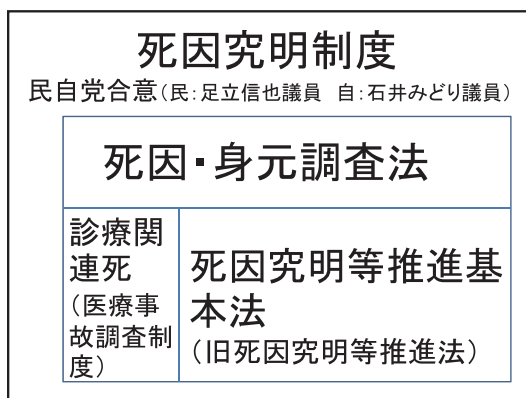 死因究明制度
民自党合意(民:足立信也議員 自:石井みどり議員)
死因・身元調査法
診療関
連死
(医療事
故調査制
度)
死因究明等推進基
本法
(旧死因究明等推進法)